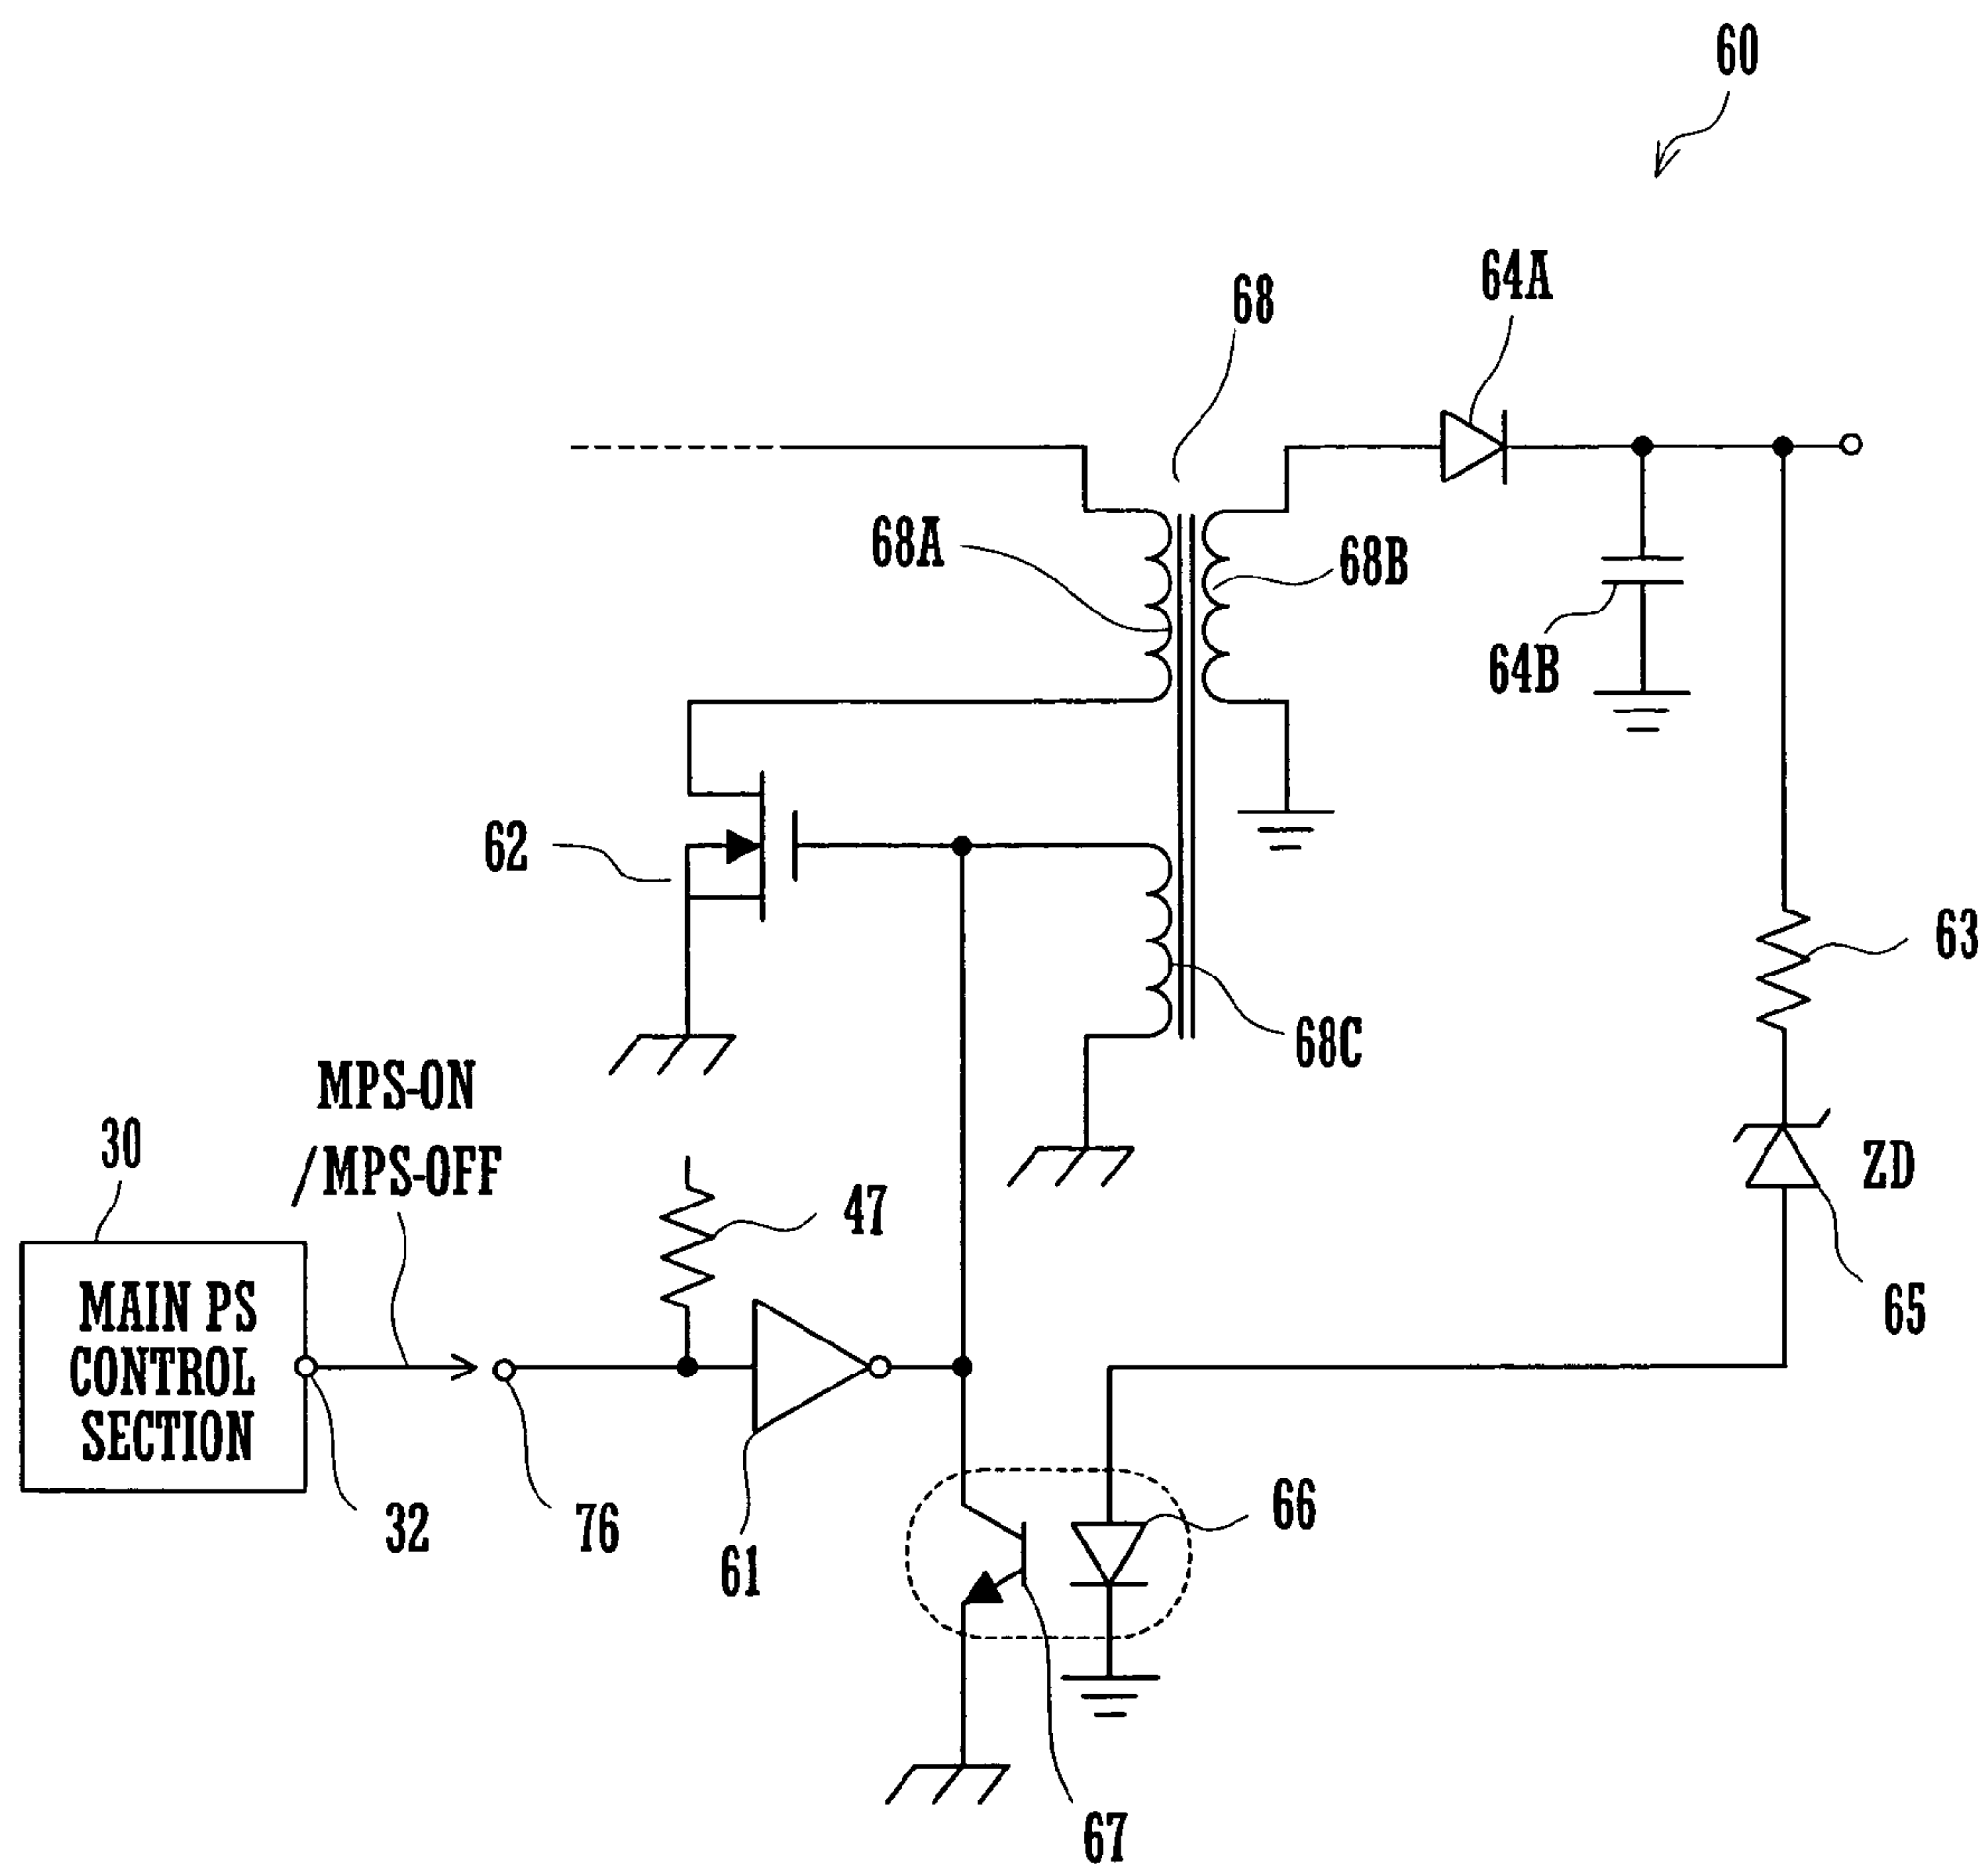 60
64A
68
68A
68B
64B
62
63
68C
MPS-ON
/MPS-OFF
30
47
ZD
65
MAIN PS
CONTROL
SECTION
32
76
61
66
67